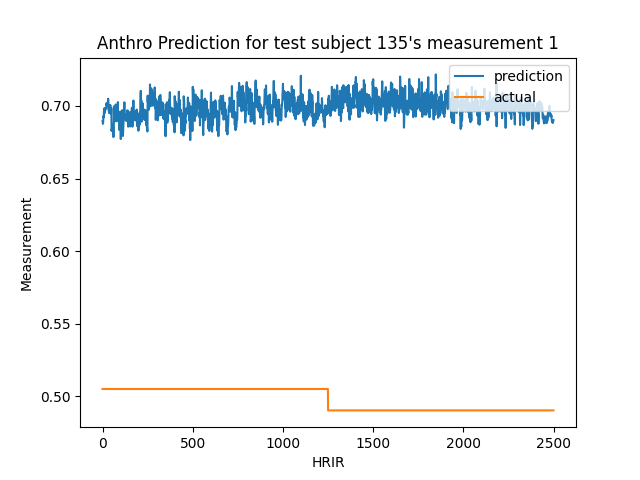 Anthro Prediction for test subject 135's measurement 1
prediction
actual
0.70
0.65
0.60
0.55
0.50
Measurement
0
500
1000
1500
2000
2500
HRIR